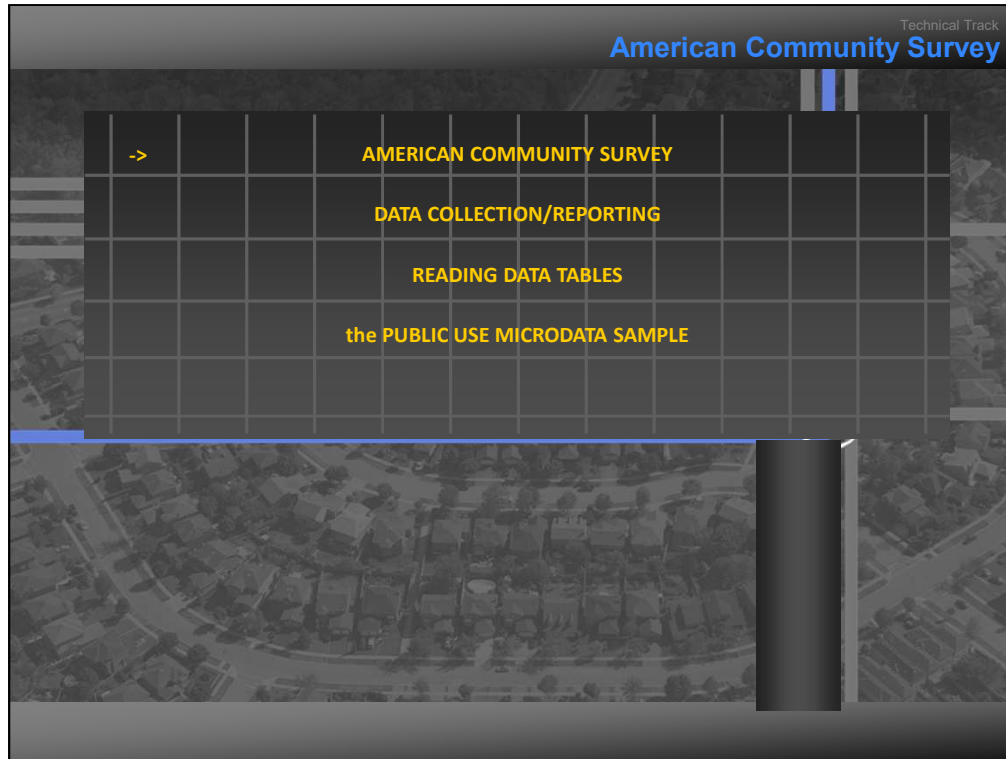 Technical Track
American Community Survey
-> AMERICAN COMMUNITY SURVEY
DATA COLLECTION/REPORTING
READING DATA TABLES
the PUBLIC USE MICRODATA SAMPLE